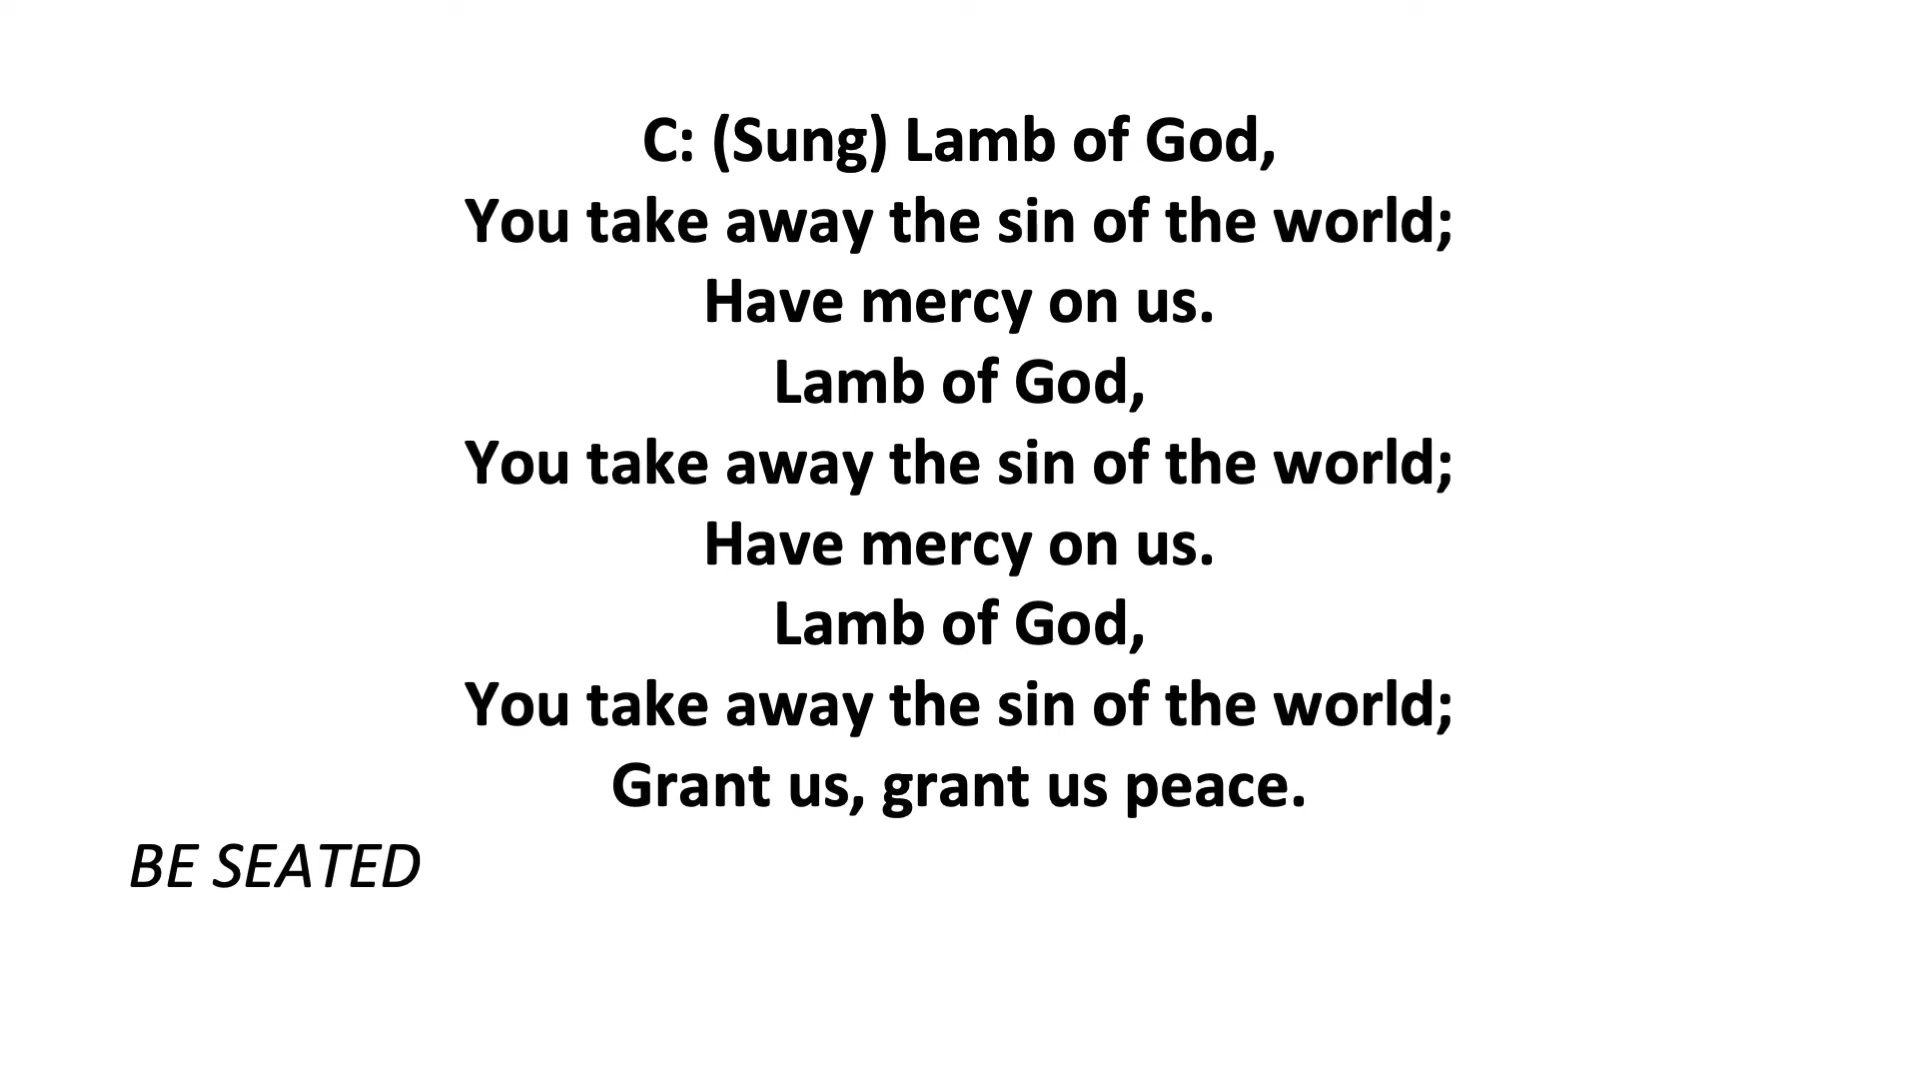 C: (Sung) Lamb of God,
You take away the sin of the world;
Have mercy on us.
Lamb of God,
You take away the sin of the world;
Have mercy on us.
Lamb of God,
You take away the sin of the world;
Grant us, grant us peace.
BE SEATED